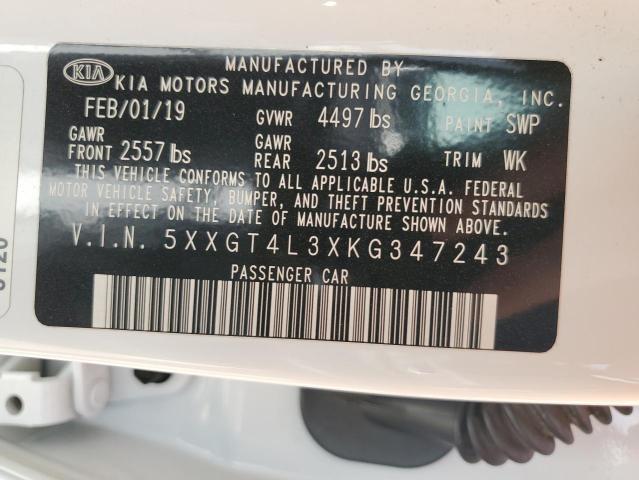 KIA
MANUFACTURED BY
KIA MOTORS MANUFACTURING GEORGIA, INC.
FEB/01/19 GVWR 4497 lbs PAINT SWP
GAWR FRONT 2557 lbs GAWR REAR 2513 lbs TRIM WK
THIS VEHICLE CONFORMS TO ALL APPLICABLE U.S.A. FEDERAL
MOTOR VEHICLE SAFETY, BUMPER, AND THEFT PREVENTION STANDARDS
IN EFFECT ON THE DATE OF MANUFACTURE SHOWN ABOVE.
V.I.N. 5XXGT4L3XKG347243
PASSENGER CAR